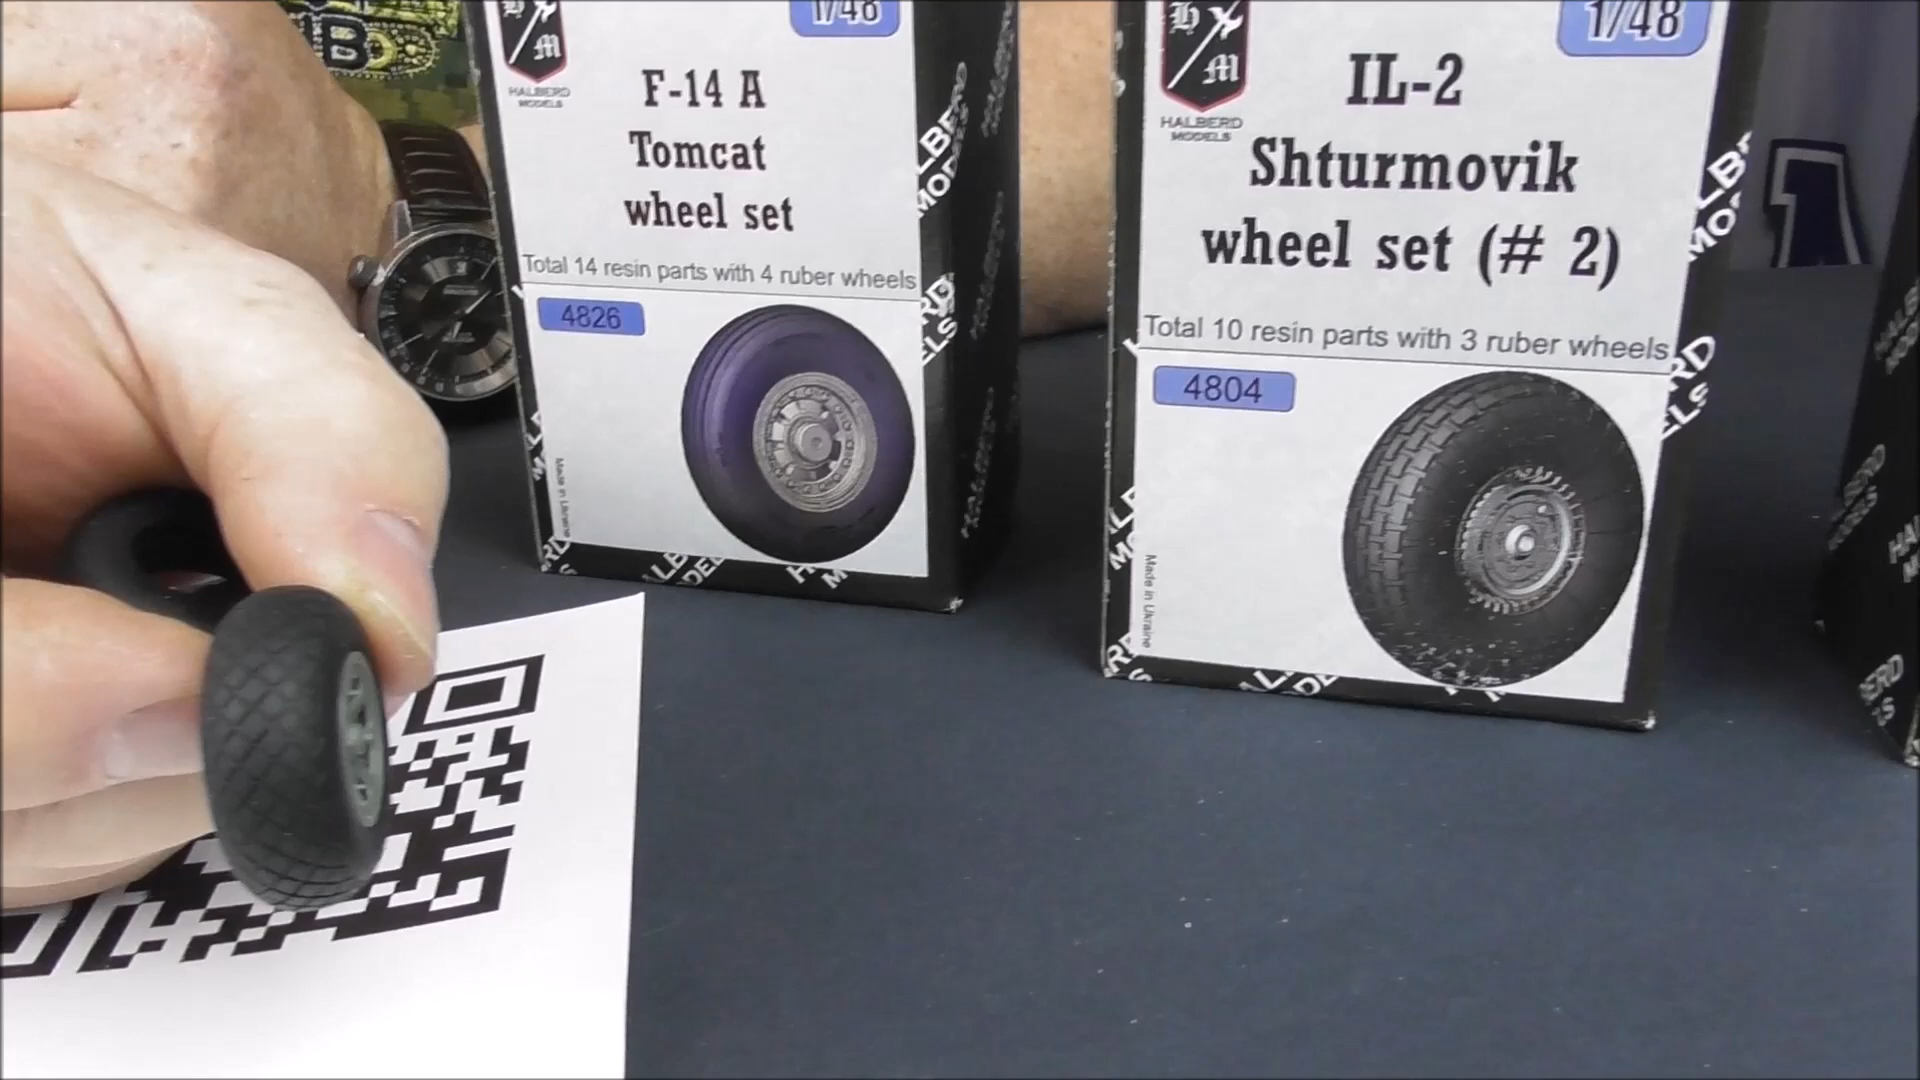 1/48
HALBERD
MODELS
F-14 A
Tomcat
wheel set
Total 14 resin parts with 4 ruber wheels
4826
Made in Ukraine
1/48
HALBERD
MODELS
IL-2
Shturmovik
wheel set (# 2)
Total 10 resin parts with 3 ruber wheels
4804
Made in Ukraine